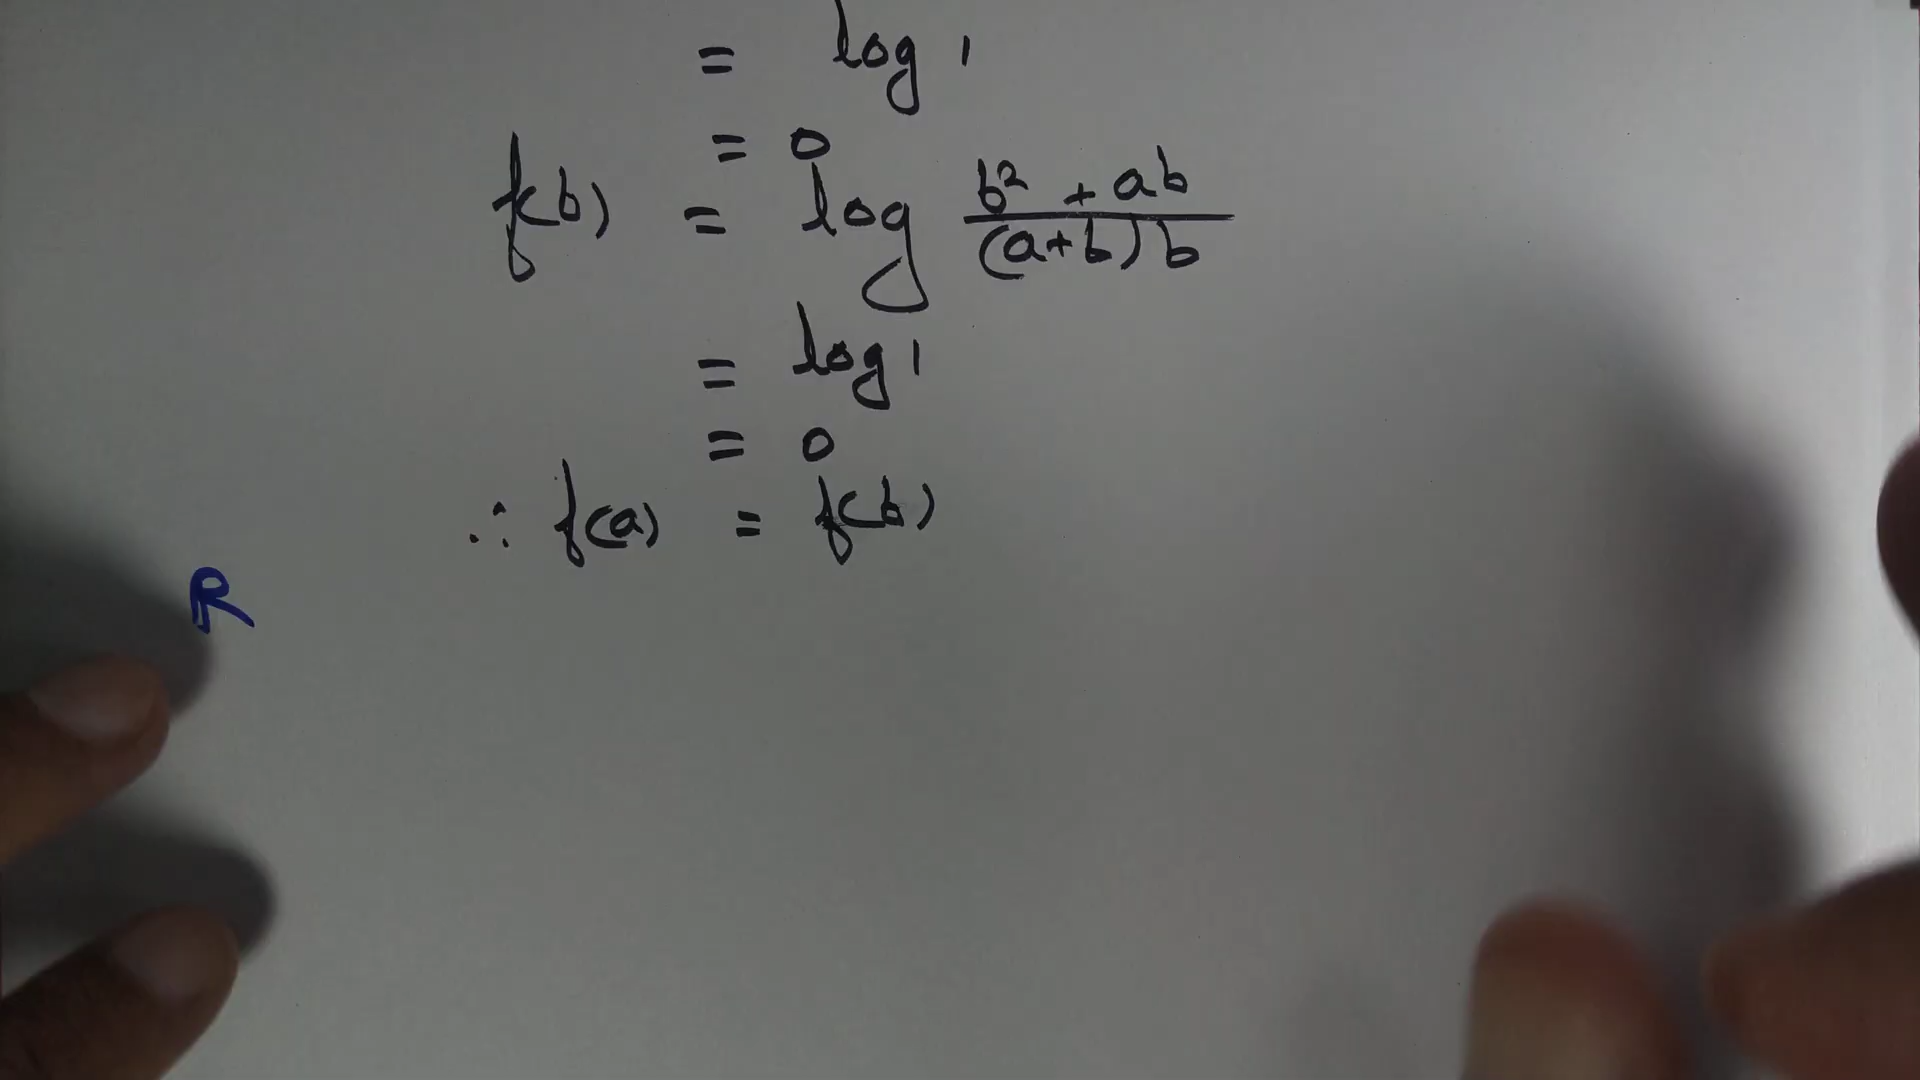 = log 1
= 0
f(b) = log (b² + ab) / ((a+b) b)
= log 1
= 0
∴ f(a) = f(b)
R